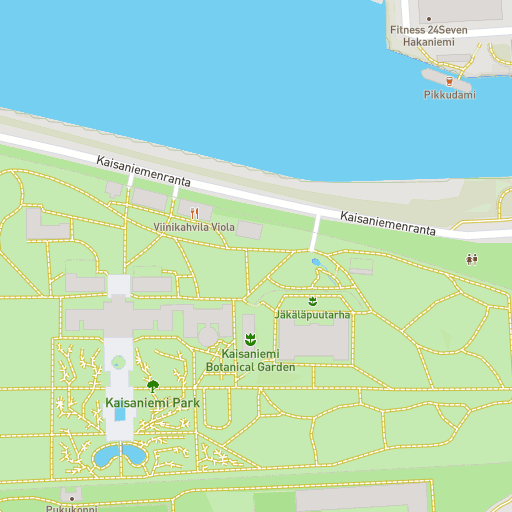 Fitness 24Seven
Hakaniemi
Pikkudami
Kaisaniemenranta
Kaisaniemenranta
Viinikahvila Viola
Jäkäläpuutarha
Kaisaniemi
Botanical Garden
Kaisaniemi Park
Pukukoppi